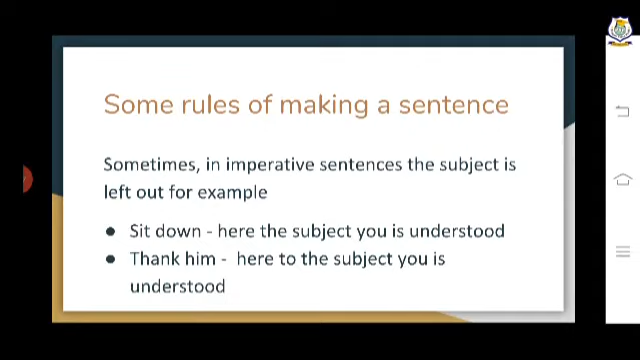 Some rules of making a sentence
Sometimes, in imperative sentences the subject is
left out for example
● Sit down - here the subject you is understood
● Thank him - here to the subject you is
understood